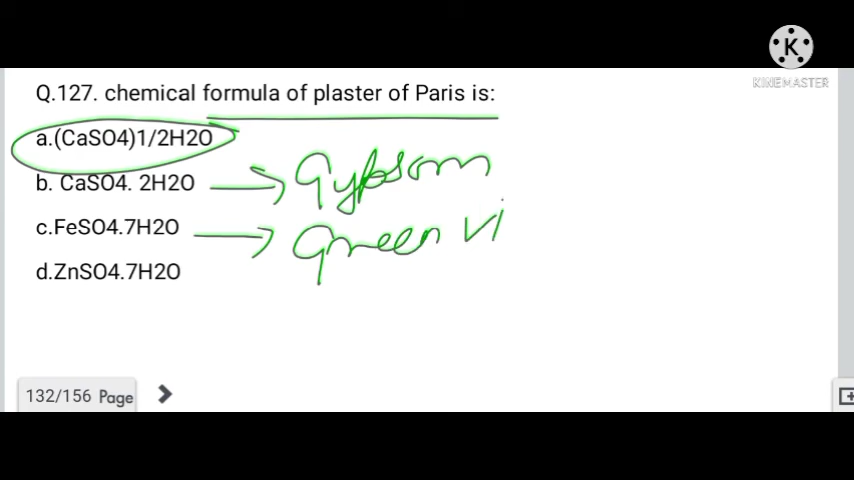 K
KINEMASTER
Q.127. chemical formula of plaster of Paris is:
a.(CaSO4)1/2H2O
b. CaSO4. 2H2O
Gypsom
c.FeSO4.7H2O
Green Vi
d.ZnSO4.7H2O
132/156 Page